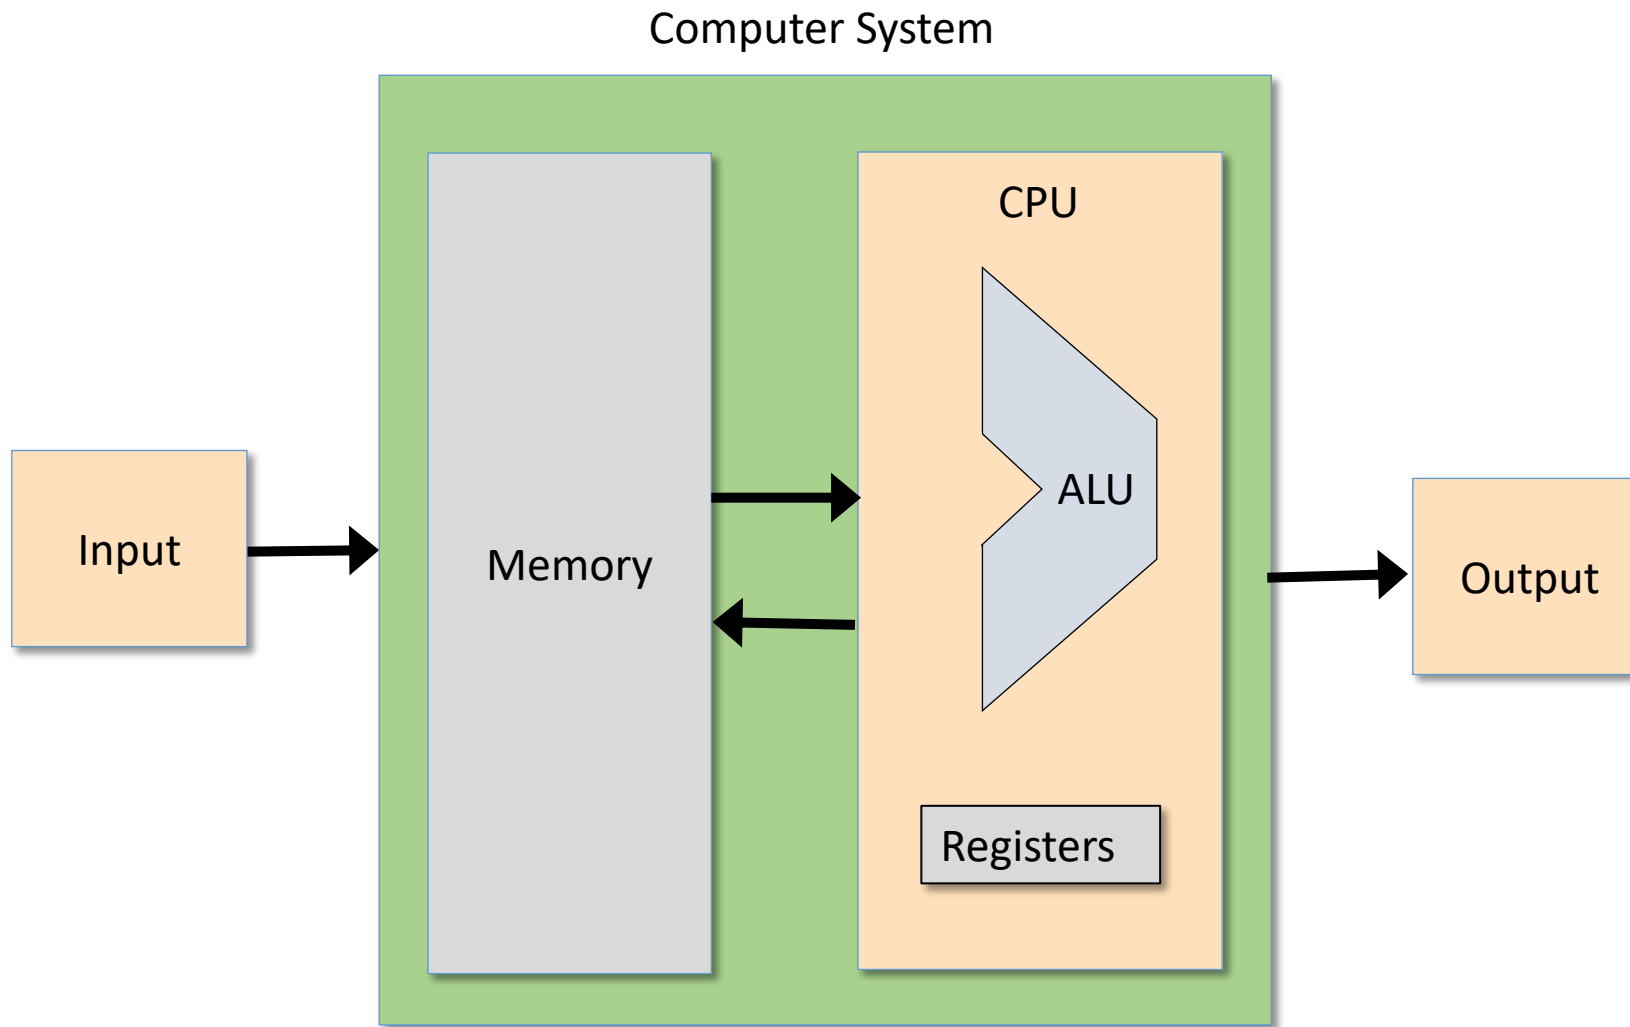 Computer System
CPU
ALU
Input
Memory
Output
Registers